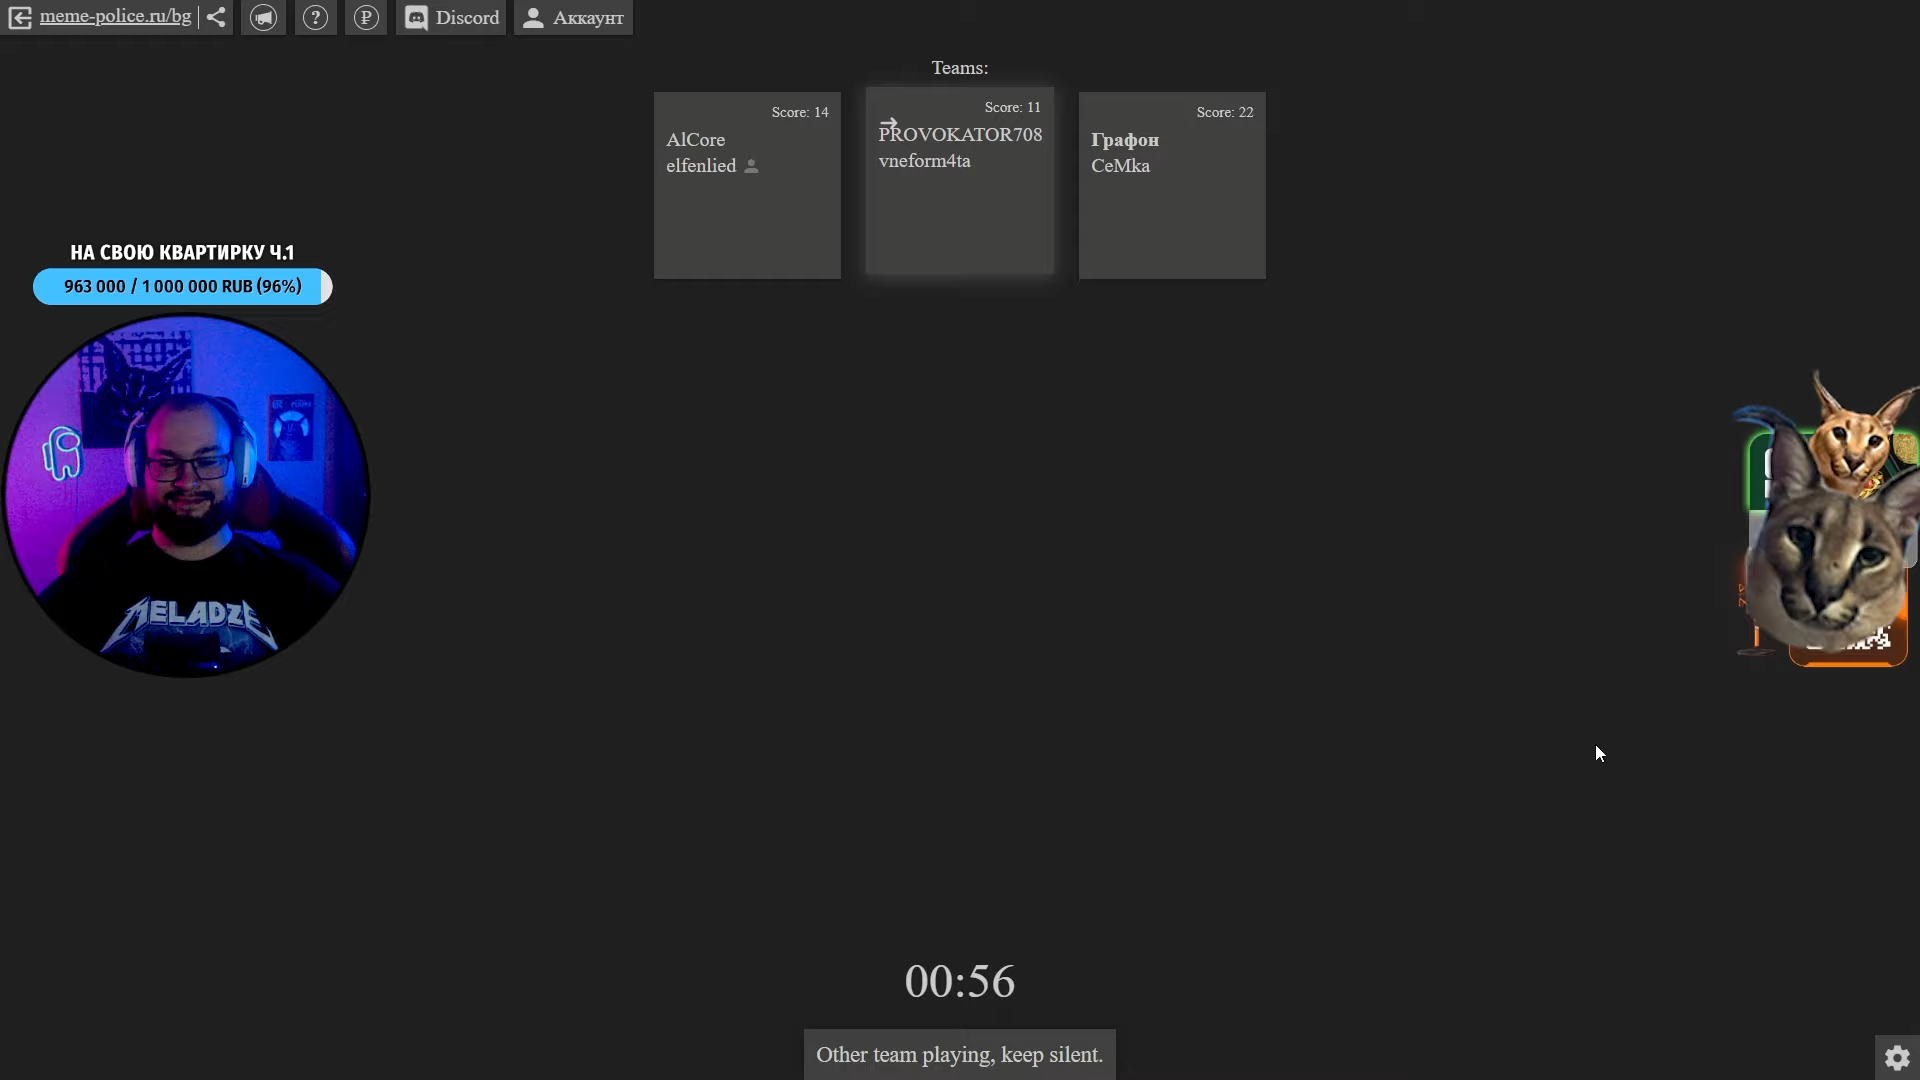 meme-police.ru/bg
?
₽
Discord
Аккаунт
Teams:
Score: 14
AlCore
elfenlied
Score: 11
PROVOKATOR708
vneform4ta
Score: 22
Графон
CeMka
НА СВОЮ КВАРТИРКУ Ч.1
963 000 / 1 000 000 RUB (96%)
MELADZE
00:56
Other team playing, keep silent.